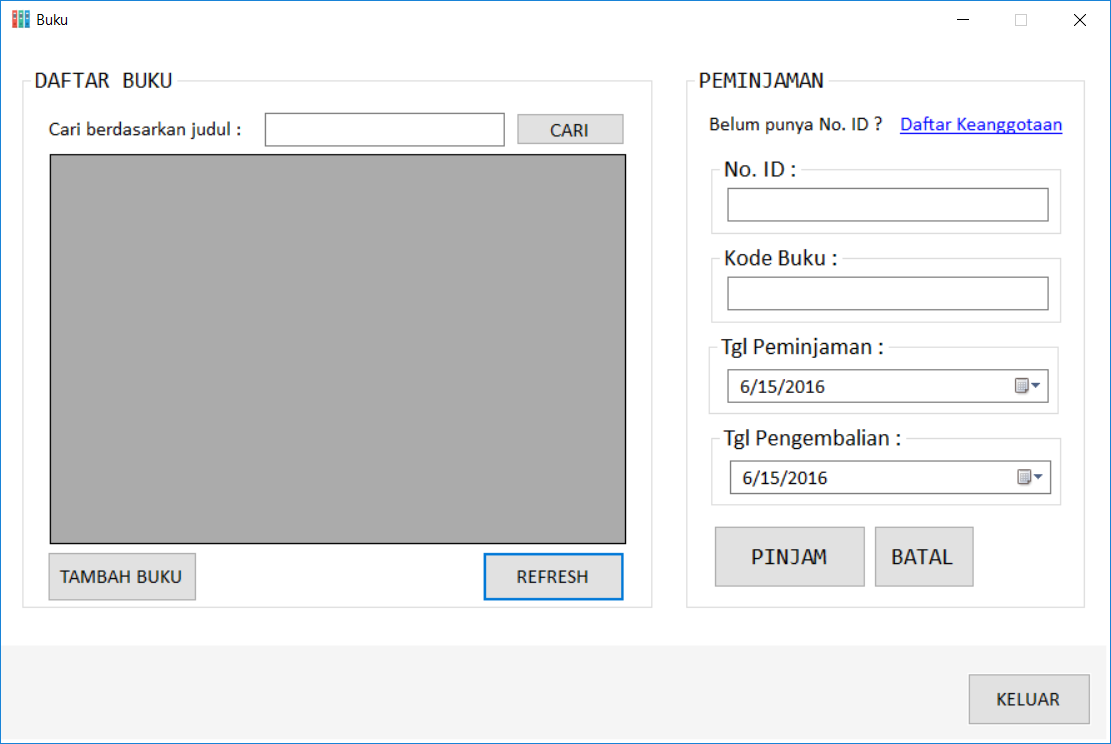 Buku
DAFTAR BUKU
Cari berdasarkan judul :
CARI
TAMBAH BUKU
REFRESH
PEMINJAMAN
Belum punya No. ID ? Daftar Keanggotaan
No. ID :
Kode Buku :
Tgl Peminjaman :
6/15/2016
Tgl Pengembalian :
6/15/2016
PINJAM
BATAL
KELUAR